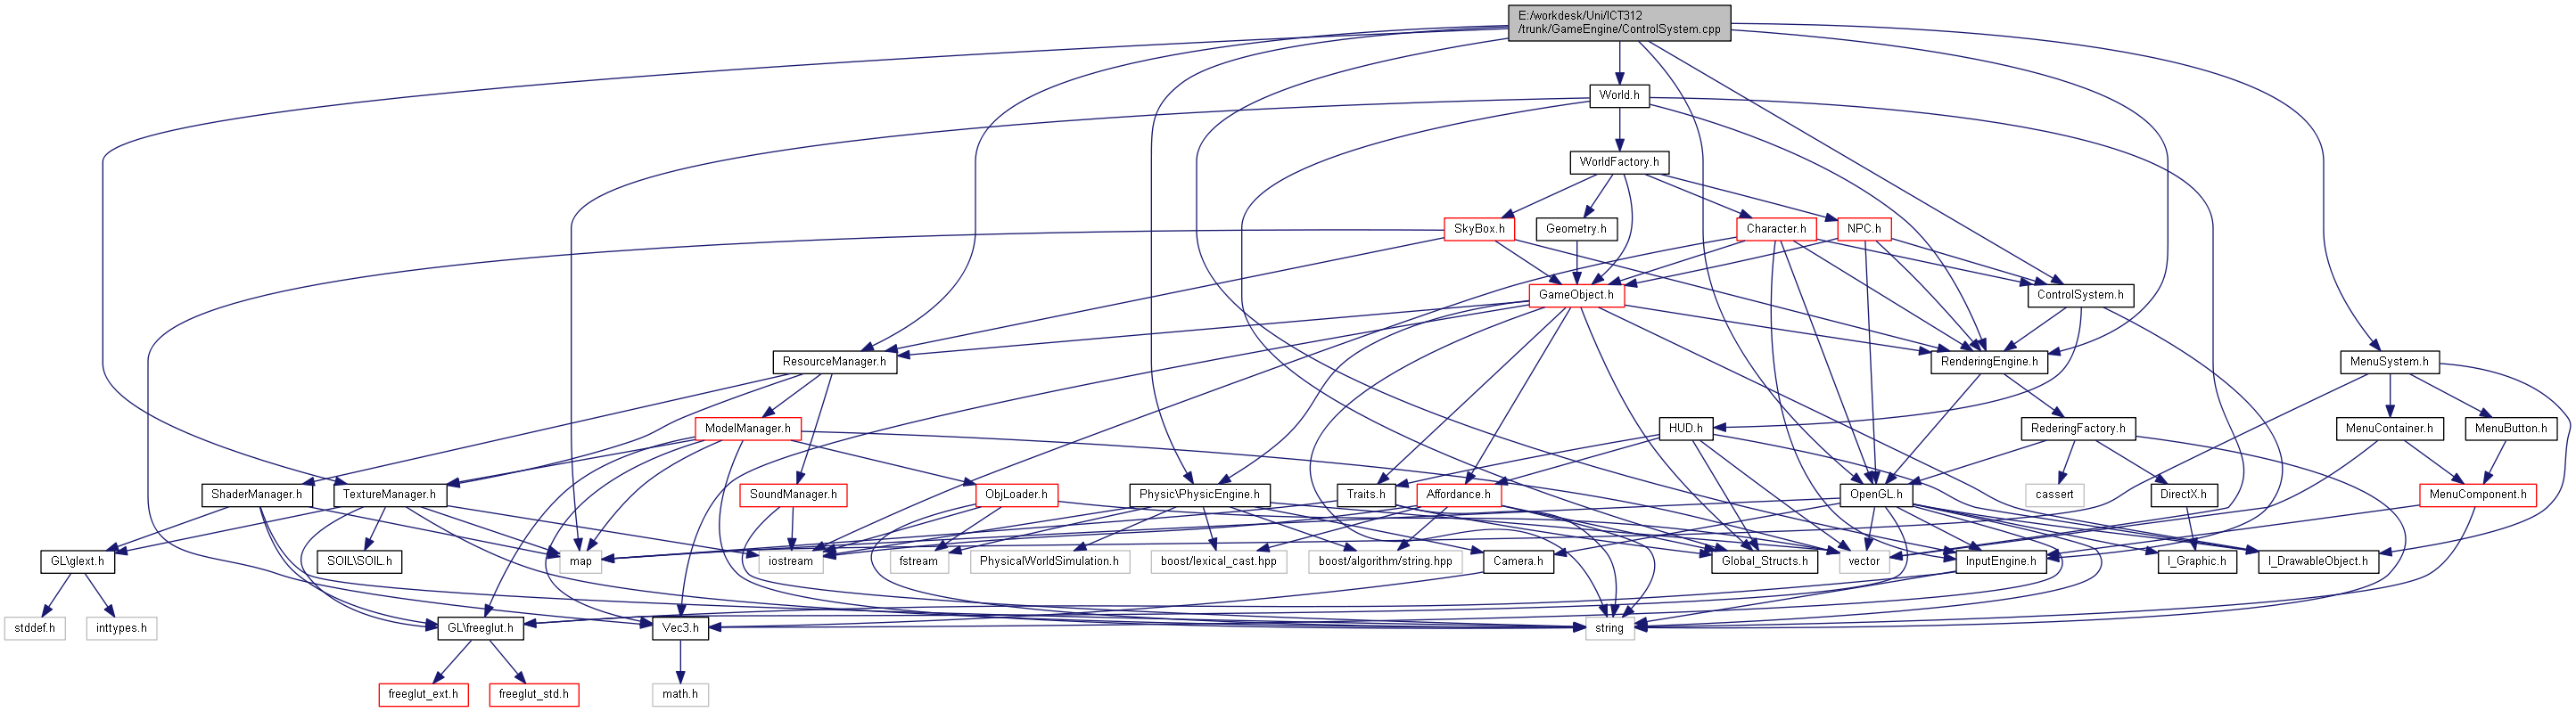 E:/workdesk/Uni/ICT312
/trunk/GameEngine/ControlSystem.cpp
World.h
WorldFactory.h
SkyBox.h
Geometry.h
Character.h
NPC.h
GameObject.h
ControlSystem.h
ResourceManager.h
RenderingEngine.h
MenuSystem.h
ModelManager.h
HUD.h
RederingFactory.h
MenuContainer.h
MenuButton.h
ShaderManager.h
TextureManager.h
SoundManager.h
ObjLoader.h
Physic\PhysicEngine.h
Traits.h
Affordance.h
OpenGL.h
cassert
DirectX.h
MenuComponent.h
GL\glext.h
SOIL\SOIL.h
map
iostream
fstream
PhysicalWorldSimulation.h
boost/lexical_cast.hpp
boost/algorithm/string.hpp
Camera.h
Global_Structs.h
vector
InputEngine.h
I_Graphic.h
I_DrawableObject.h
stddef.h
inttypes.h
GL\freeglut.h
Vec3.h
string
freeglut_ext.h
freeglut_std.h
math.h